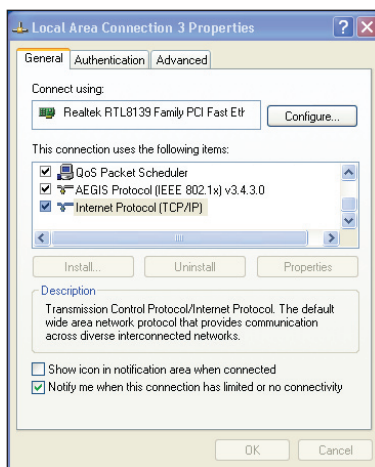 Local Area Connection 3 Properties
General Authentication Advanced
Connect using:
Realtek RTL8139 Family PCI Fast Eth
Configure...
This connection uses the following items:
QoS Packet Scheduler
AEGIS Protocol (IEEE 802.1x) v3.4.3.0
Internet Protocol (TCP/IP)
Install... Uninstall Properties
Description
Transmission Control Protocol/Internet Protocol. The default
wide area network protocol that provides communication
across diverse interconnected networks.
Show icon in notification area when connected
Notify me when this connection has limited or no connectivity
OK Cancel